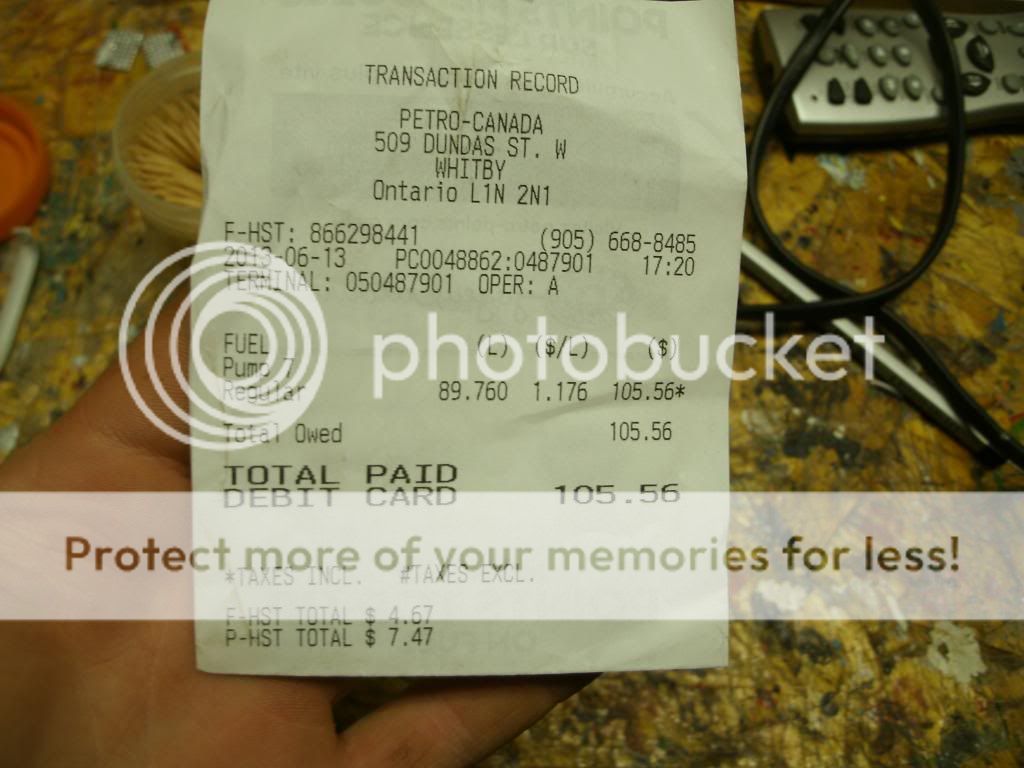 TRANSACTION RECORD
PETRO-CANADA
509 DUNDAS ST. W
WHITBY
Ontario L1N 2N1
F-HST: 866298441 (905) 668-8485
2013-06-13 PC0048862:0487901 17:20
TERMINAL: 050487901 OPER: A
FUEL (L) ($/L) ($)
Pump 7
Regular 89.760 1.176 105.56*
Total Owed 105.56
TOTAL PAID
DEBIT CARD 105.56
*TAXES INCL. #TAXES EXCL.
F-HST TOTAL $ 4.67
P-HST TOTAL $ 7.47
photobucket
Protect more of your memories for less!